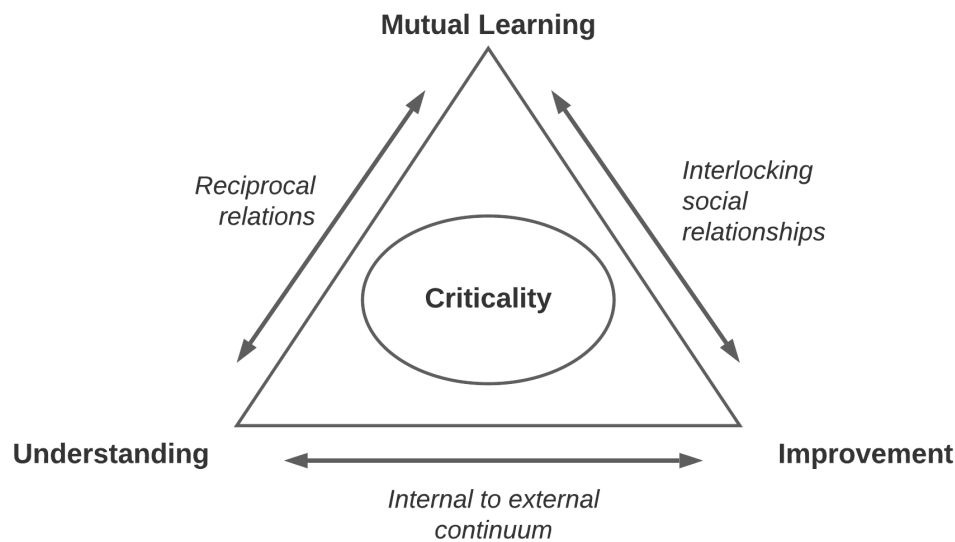 Mutual Learning
Reciprocal
relations
Interlocking
social
relationships
Criticality
Understanding
Improvement
Internal to external
continuum